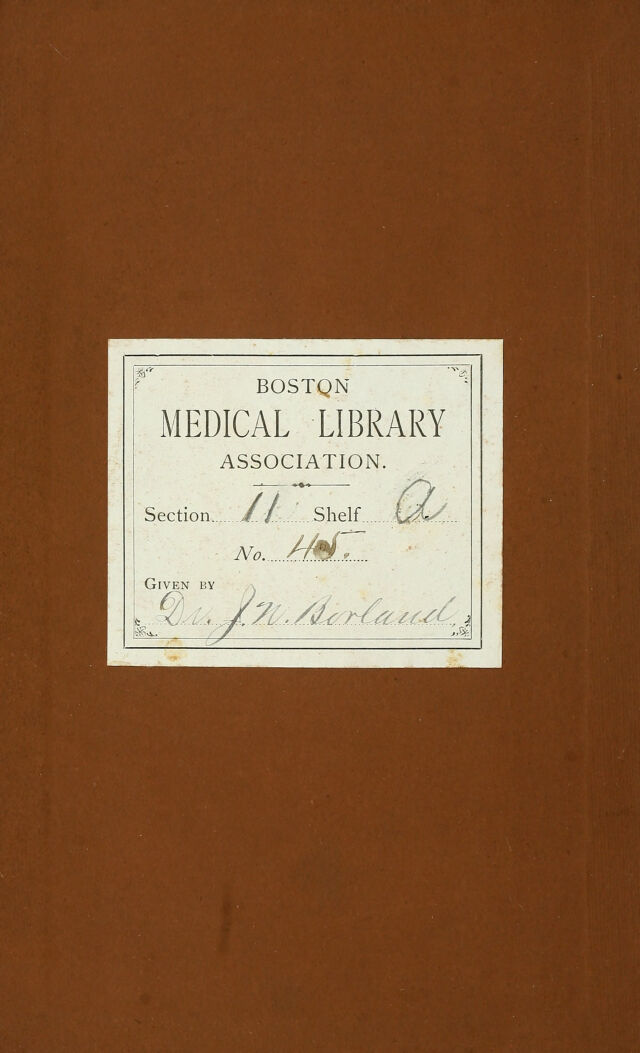 BOSTON
MEDICAL LIBRARY
ASSOCIATION.
Section 11 Shelf A
No. 45.
GIVEN BY
Dr. J. N. Borland.